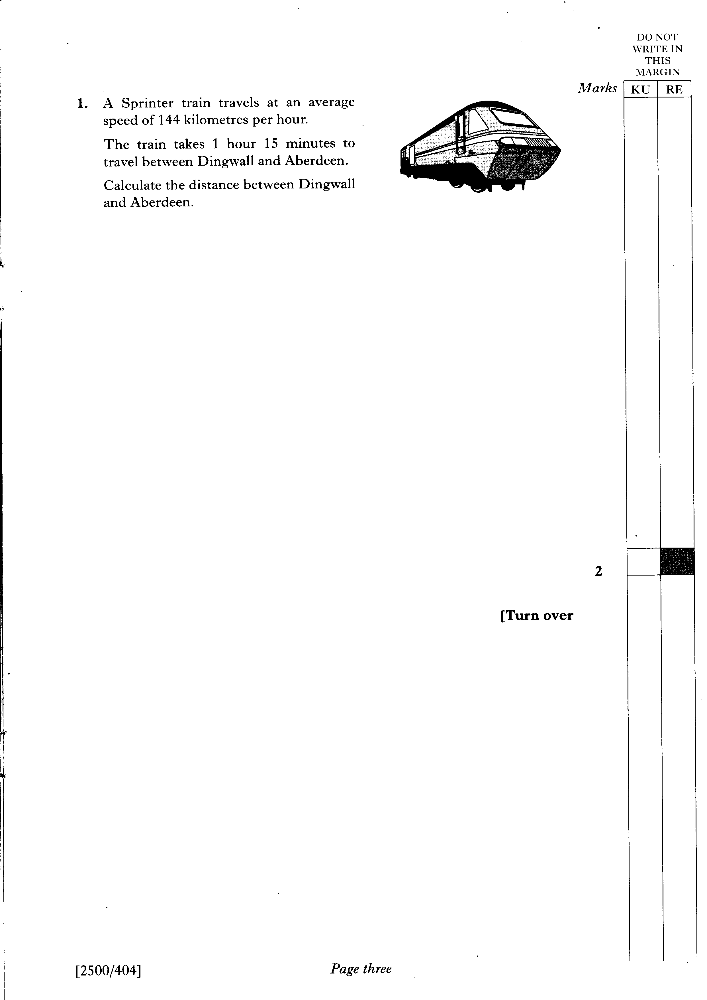 DO NOT
WRITE IN
THIS
MARGIN
Marks KU RE
1. A Sprinter train travels at an average
speed of 144 kilometres per hour.
The train takes 1 hour 15 minutes to
travel between Dingwall and Aberdeen.
Calculate the distance between Dingwall
and Aberdeen.
2
[Turn over
[2500/404] Page three